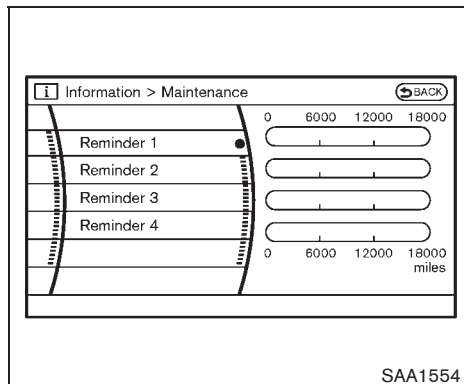 i Information > Maintenance BACK
0 6000 12000 18000
Reminder 1
Reminder 2
Reminder 3
Reminder 4
0 6000 12000 18000
miles
SAA1554